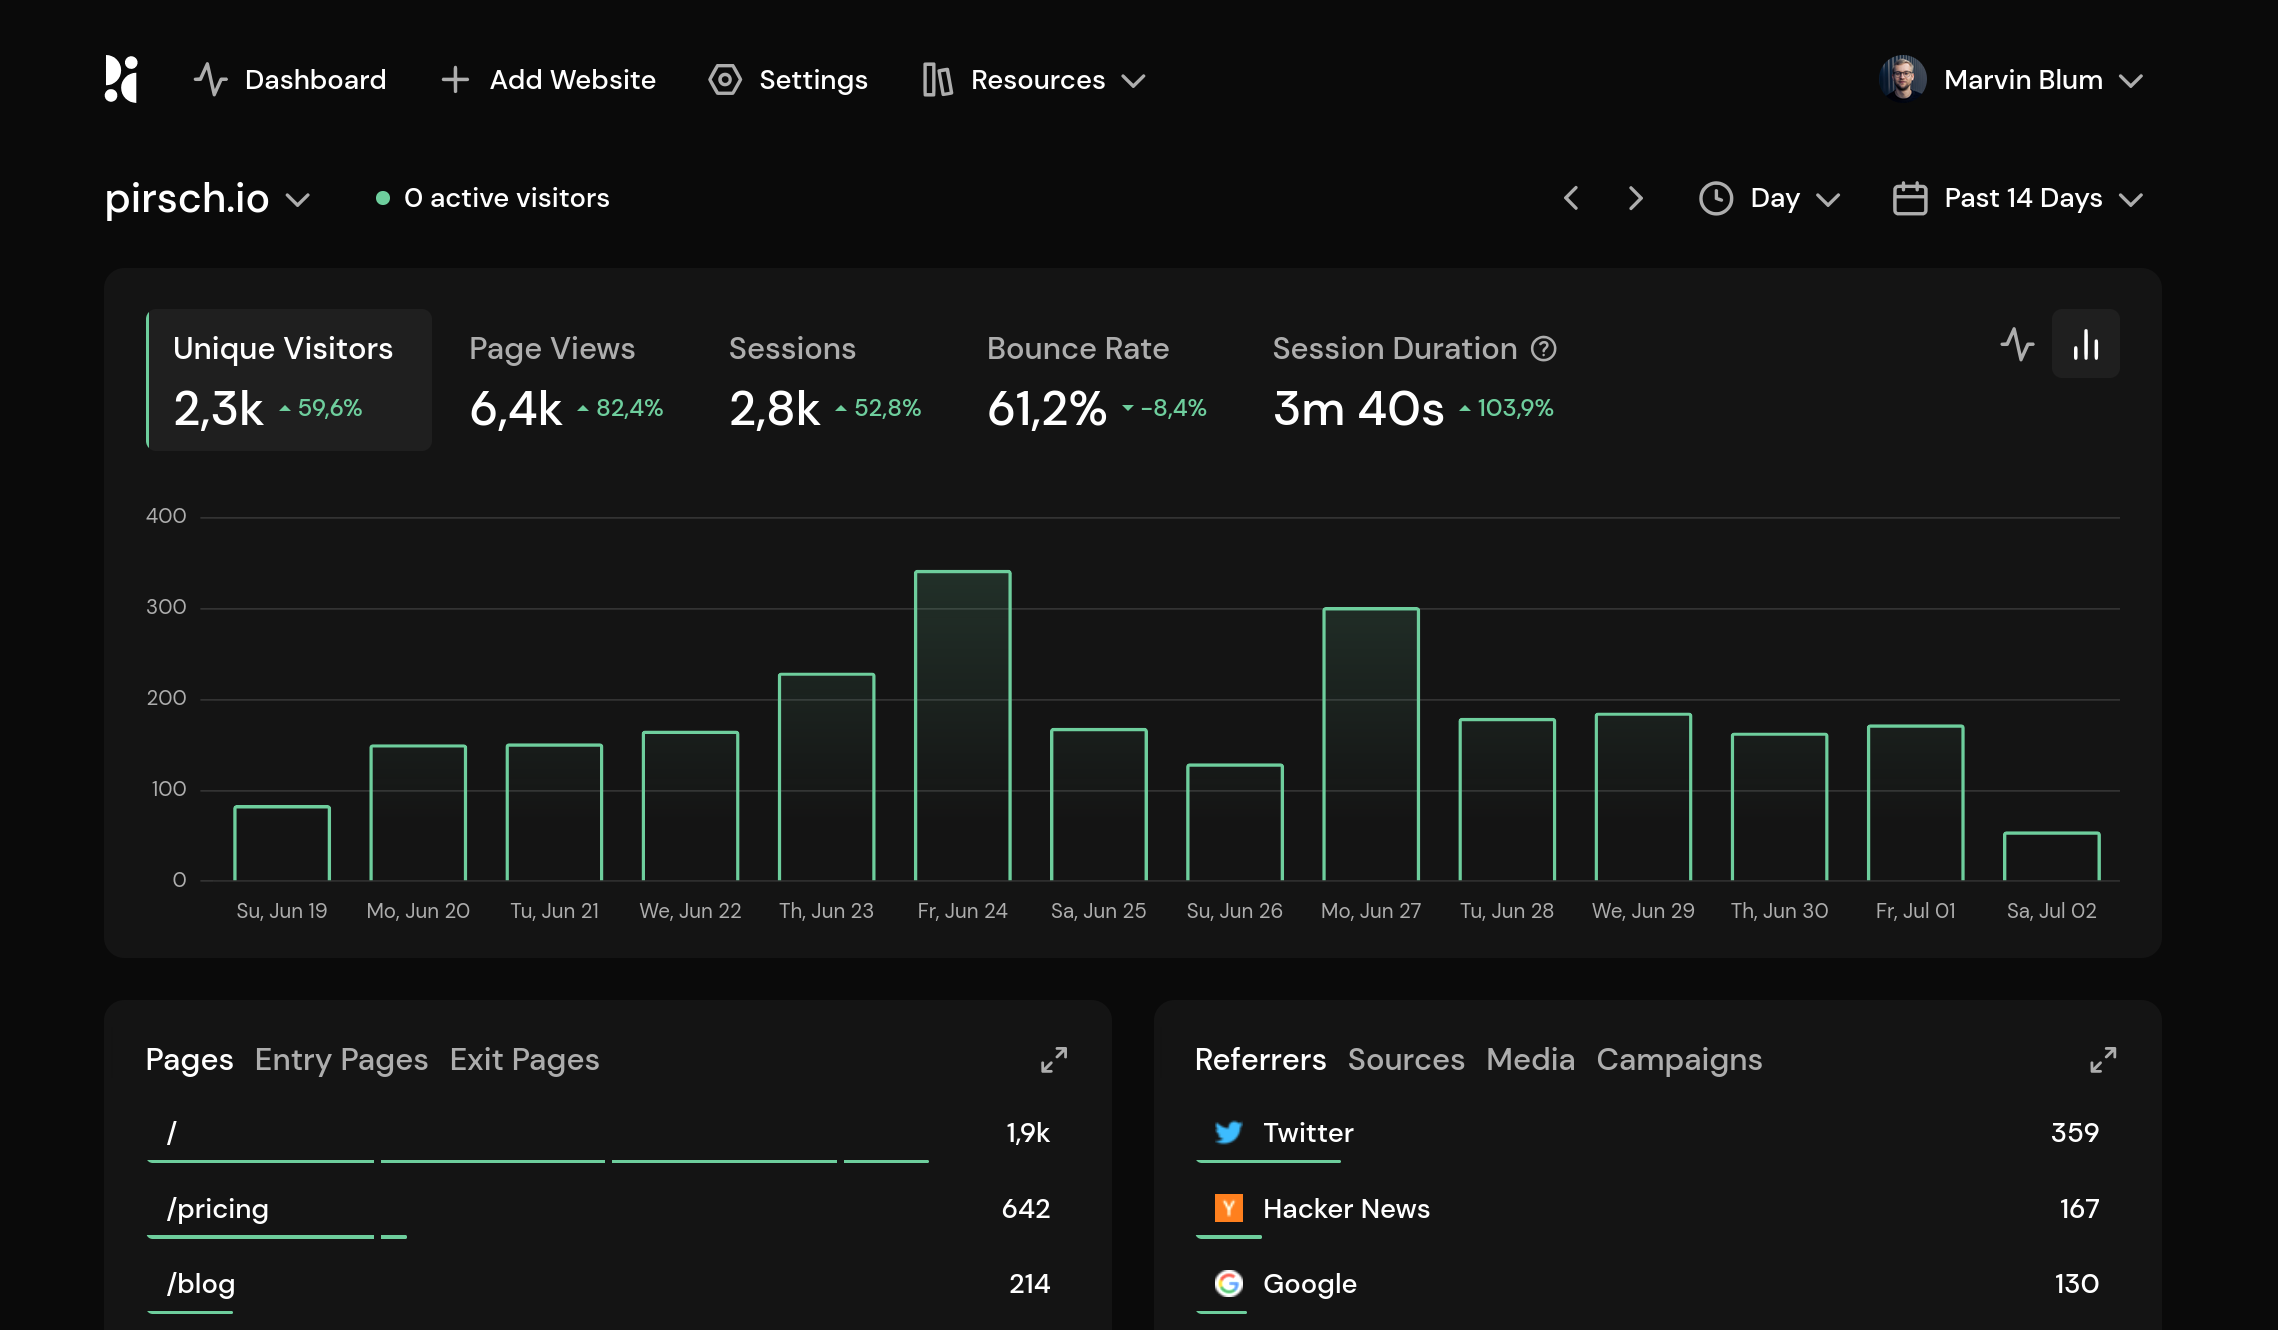 Dashboard Add Website Settings Resources Marvin Blum
pirsch.io 0 active visitors Day Past 14 Days
Unique Visitors Page Views Sessions Bounce Rate Session Duration ?
2,3k 59,6% 6,4k 82,4% 2,8k 52,8% 61,2% -8,4% 3m 40s 103,9%
400
300
200
100
0
Su, Jun 19 Mo, Jun 20 Tu, Jun 21 We, Jun 22 Th, Jun 23 Fr, Jun 24 Sa, Jun 25 Su, Jun 26 Mo, Jun 27 Tu, Jun 28 We, Jun 29 Th, Jun 30 Fr, Jul 01 Sa, Jul 02
Pages Entry Pages Exit Pages
/ 1,9k
/pricing 642
/blog 214
Referrers Sources Media Campaigns
Twitter 359
Y Hacker News 167
G Google 130